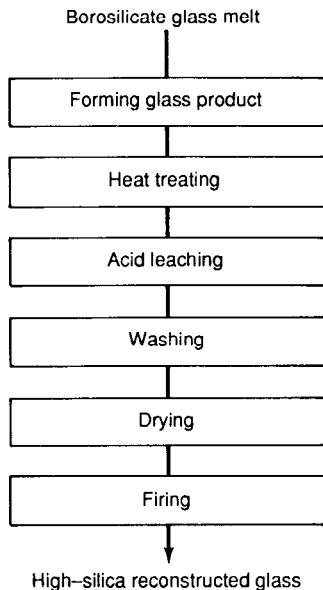 Borosilicate glass melt
Forming glass product
Heat treating
Acid leaching
Washing
Drying
Firing
High–silica reconstructed glass